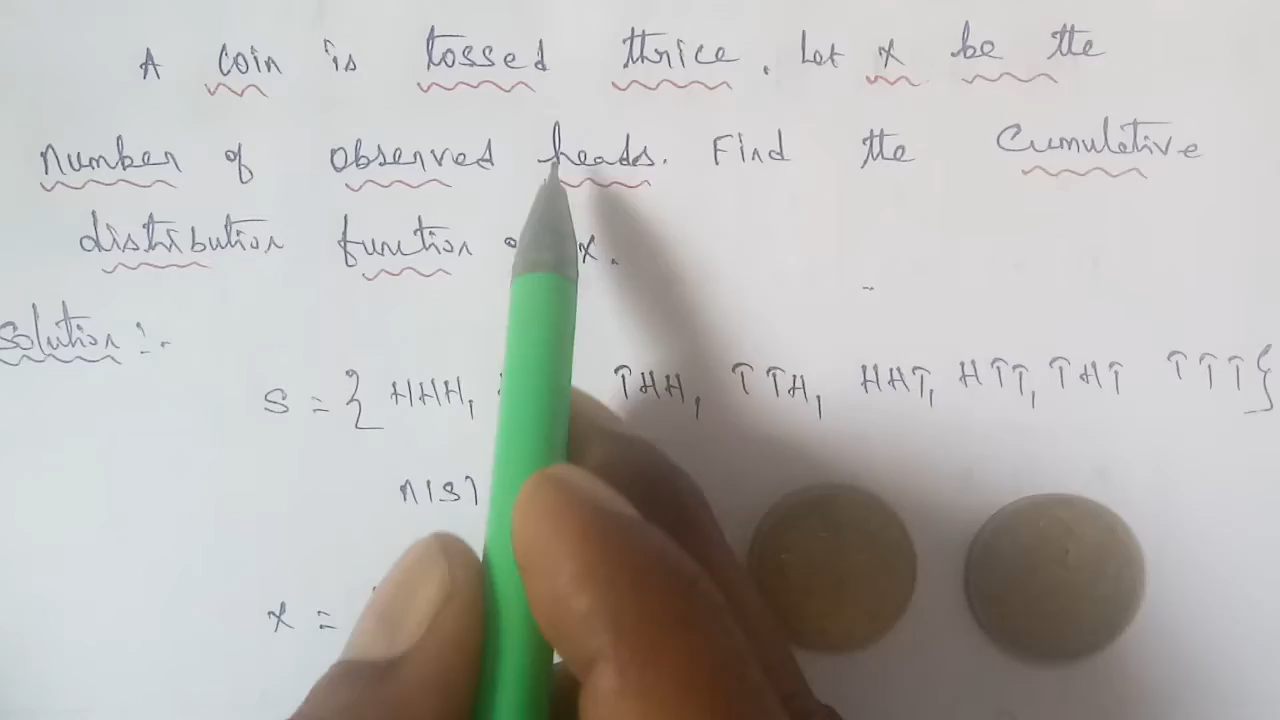 A Coin is tossed thrice. Let x be the
Number of observed heads. Find the Cumulative
distribution function x.
Solution :-
S = { HHH, THH, TTH, HHT, HTT, THT TTT }
n(S)
x =